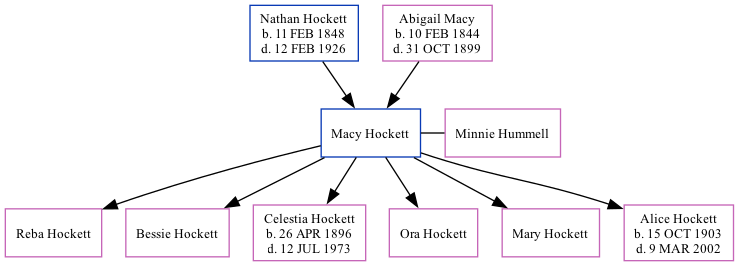 Nathan Hockett
b. 11 FEB 1848
d. 12 FEB 1926
Abigail Macy
b. 10 FEB 1844
d. 31 OCT 1899
Macy Hockett
Minnie Hummell
Reba Hockett
Bessie Hockett
Celestia Hockett
b. 26 APR 1896
d. 12 JUL 1973
Ora Hockett
Mary Hockett
Alice Hockett
b. 15 OCT 1903
d. 9 MAR 2002